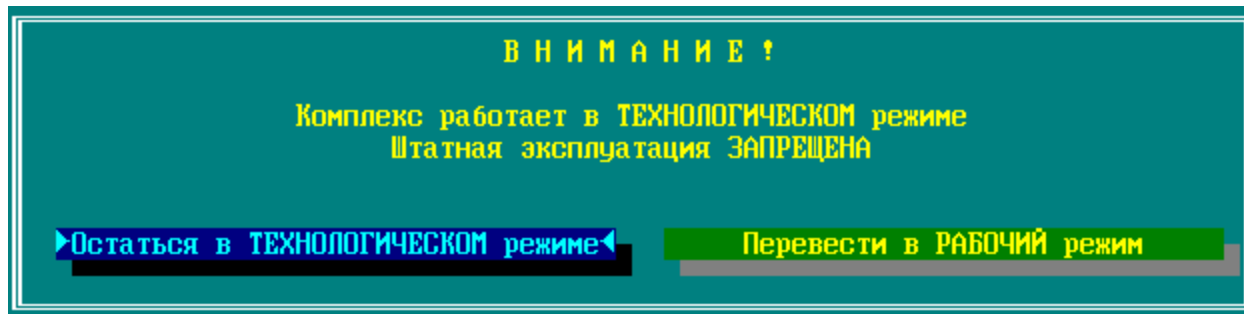 В Н И М А Н И Е !
Комплекс работает в ТЕХНОЛОГИЧЕСКОМ режиме
Штатная эксплуатация ЗАПРЕЩЕНА
Остаться в ТЕХНОЛОГИЧЕСКОМ режиме
Перевести в РАБОЧИЙ режим